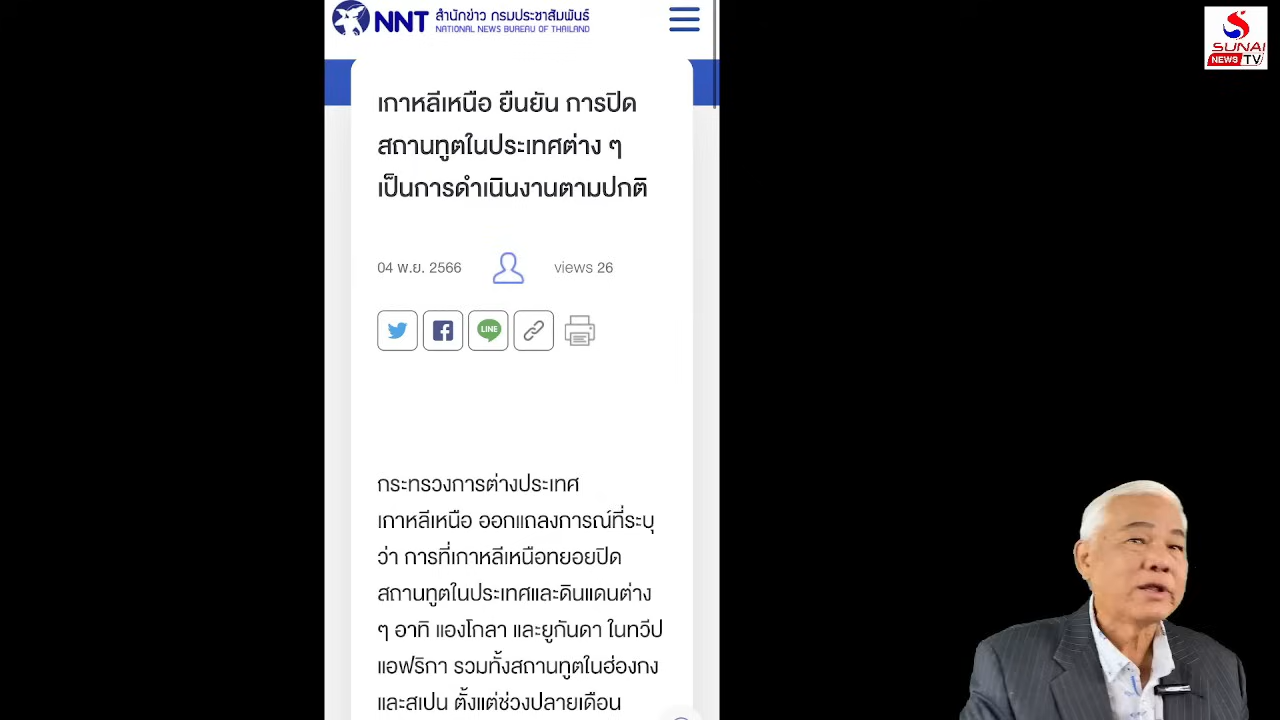 NNT สำนักข่าว กรมประชาสัมพันธ์
NATIONAL NEWS BUREAU OF THAILAND
SUNAI
NEWS TV
เกาหลีเหนือ ยืนยัน การปิด
สถานทูตในประเทศต่าง ๆ
เป็นการดำเนินงานตามปกติ
04 พ.ย. 2566 views 26
LINE
กระทรวงการต่างประเทศ
เกาหลีเหนือ ออกแถลงการณ์ที่ระบุ
ว่า การที่เกาหลีเหนือทยอยปิด
สถานทูตในประเทศและดินแดนต่าง
ๆ อาทิ แองโกลา และยูกันดา ในทวีป
แอฟริกา รวมทั้งสถานทูตในฮ่องกง
และสเปน ตั้งแต่ช่วงปลายเดือน